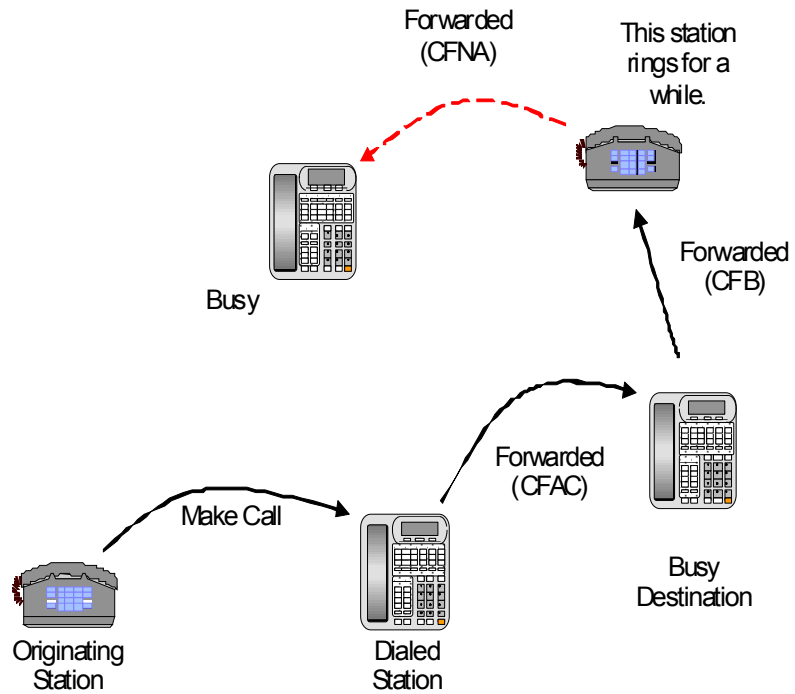 Forwarded
(CFNA)
This station
rings for a
while.
Busy
Forwarded
(CFB)
Forwarded
(CFAC)
Make Call
Busy
Destination
Originating
Station
Dialed
Station